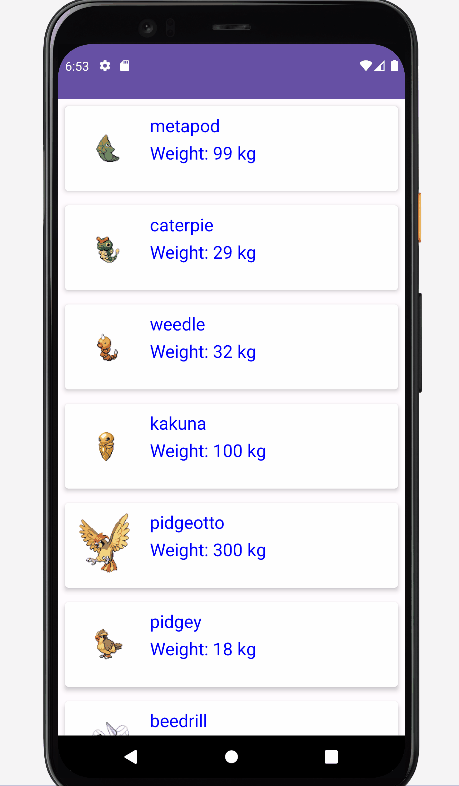 6:53
metapod
Weight: 99 kg
caterpie
Weight: 29 kg
weedle
Weight: 32 kg
kakuna
Weight: 100 kg
pidgeotto
Weight: 300 kg
pidgey
Weight: 18 kg
beedrill